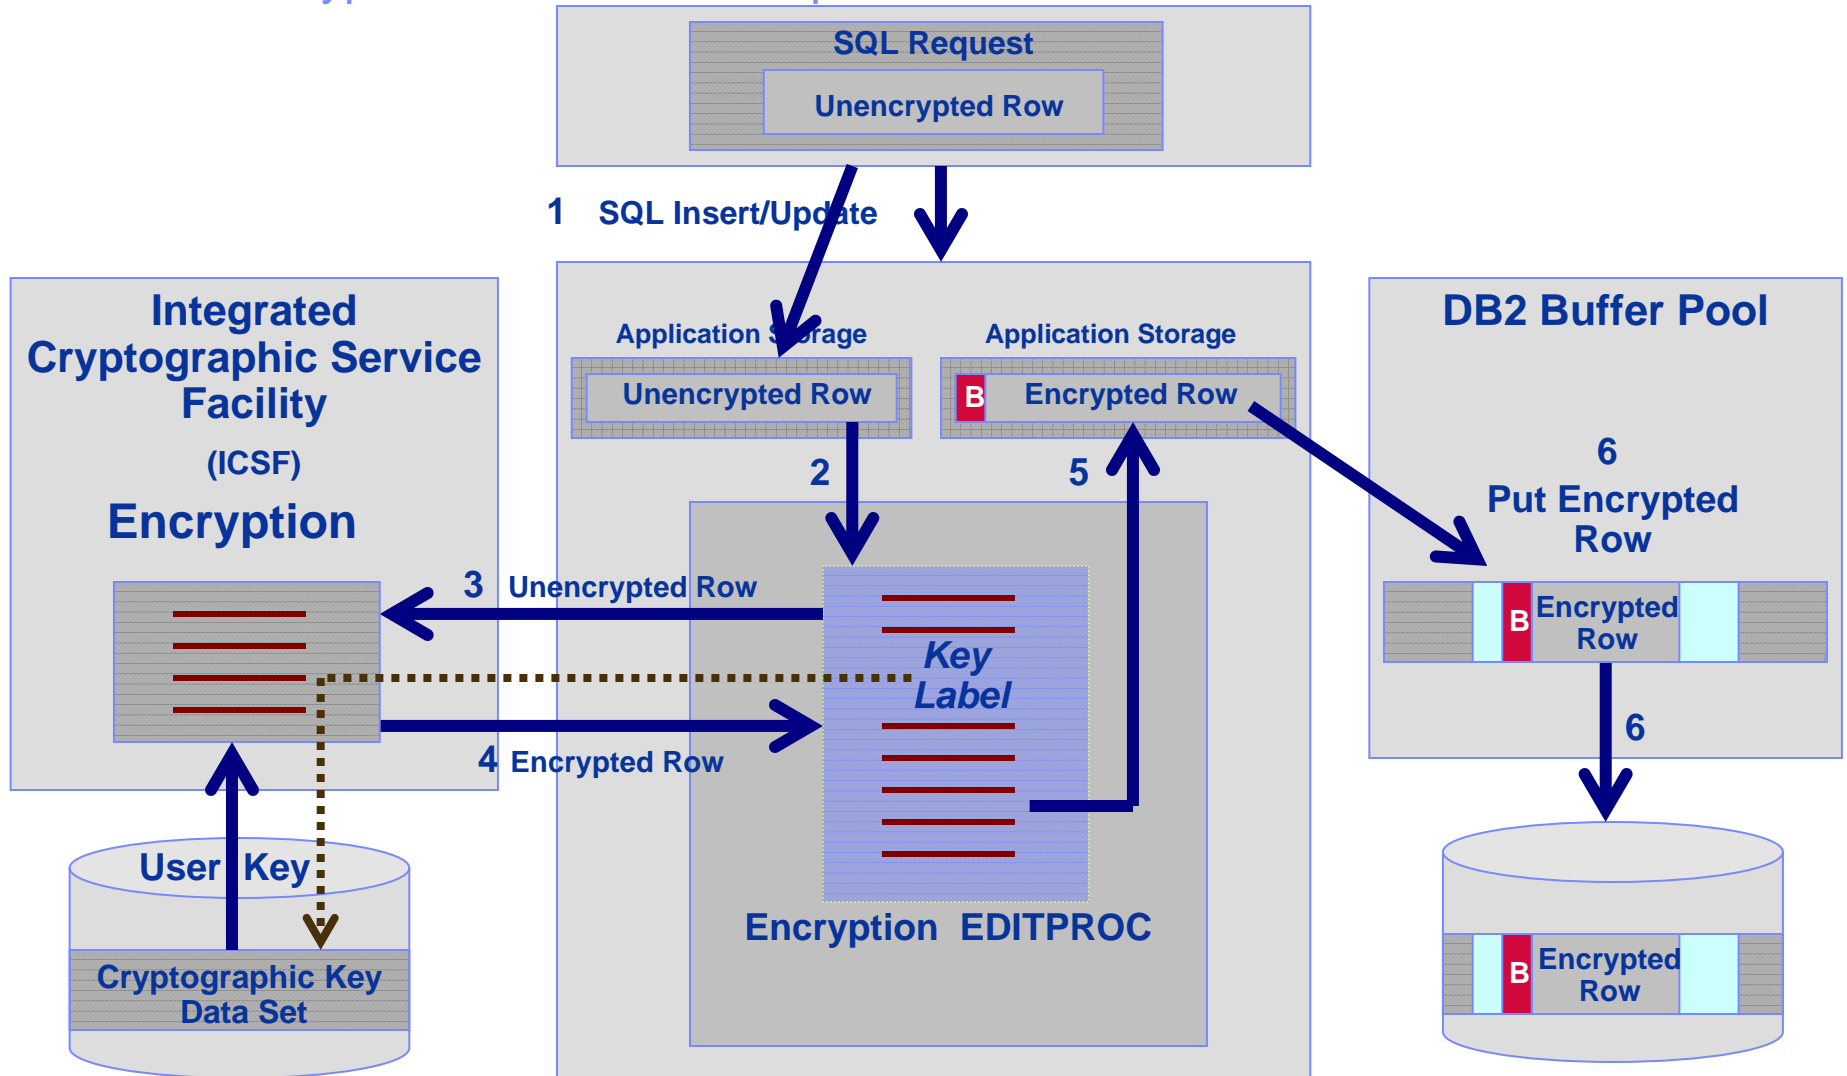 SQL Request
Unencrypted Row
1 SQL Insert/Update
Integrated
Cryptographic Service
Facility
(ICSF)
Encryption
Application Storage
Unencrypted Row
Application Storage
B Encrypted Row
DB2 Buffer Pool
2
5
6
Put Encrypted
Row
3 Unencrypted Row
Key
Label
4 Encrypted Row
B Encrypted
Row
6
User Key
Encryption EDITPROC
Cryptographic Key
Data Set
B Encrypted
Row